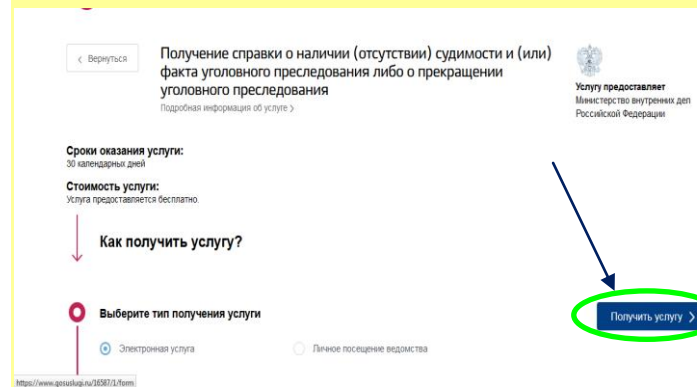 ‹ Вернуться
Получение справки о наличии (отсутствии) судимости и (или)
факта уголовного преследования либо о прекращении
уголовного преследования
Подробная информация об услуге ›
Услугу предоставляет
Министерство внутренних дел
Российской Федерации
Сроки оказания услуги:
30 календарных дней
Стоимость услуги:
Услуга предоставляется бесплатно.
Как получить услугу?
Выберите тип получения услуги
Получить услугу ›
Электронная услуга
Личное посещение ведомства
https://www.gosuslugi.ru/16587/1/form